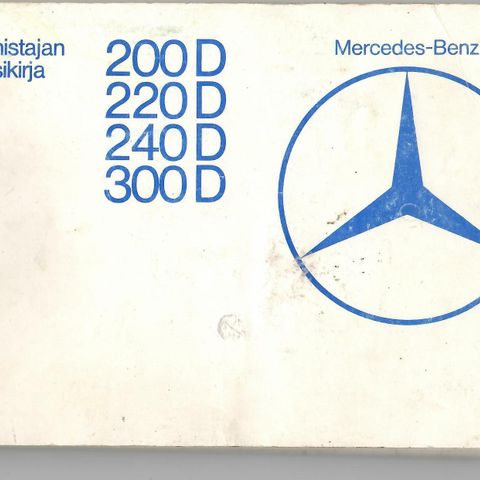 nistajan
sikirja
200 D
220 D
240 D
300 D
Mercedes-Benz